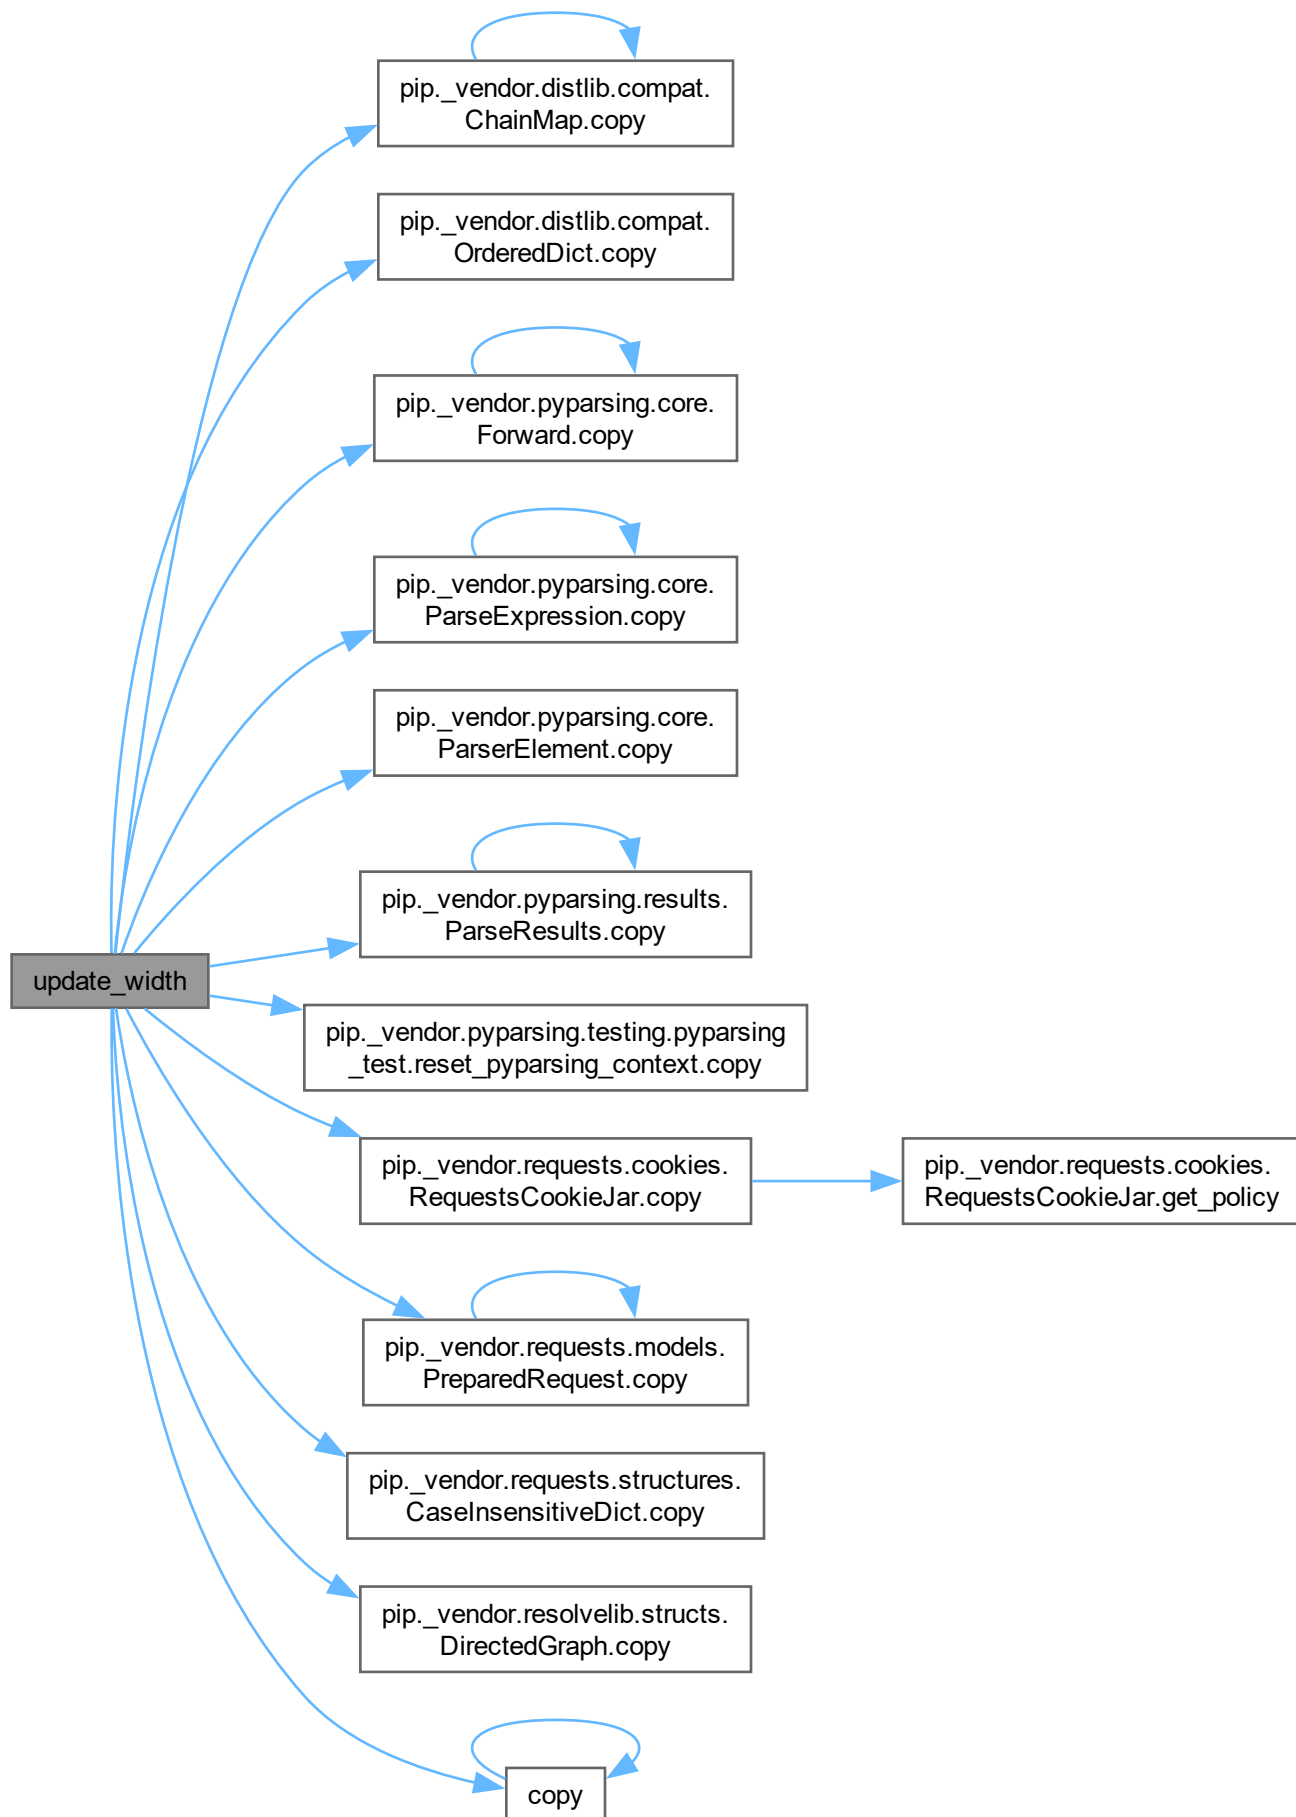 pip._vendor.distlib.compat.
ChainMap.copy
pip._vendor.distlib.compat.
OrderedDict.copy
pip._vendor.pyparsing.core.
Forward.copy
pip._vendor.pyparsing.core.
ParseExpression.copy
pip._vendor.pyparsing.core.
ParserElement.copy
pip._vendor.pyparsing.results.
ParseResults.copy
update_width
pip._vendor.pyparsing.testing.pyparsing
_test.reset_pyparsing_context.copy
pip._vendor.requests.cookies.
RequestsCookieJar.copy
pip._vendor.requests.cookies.
RequestsCookieJar.get_policy
pip._vendor.requests.models.
PreparedRequest.copy
pip._vendor.requests.structures.
CaseInsensitiveDict.copy
pip._vendor.resolvelib.structs.
DirectedGraph.copy
copy